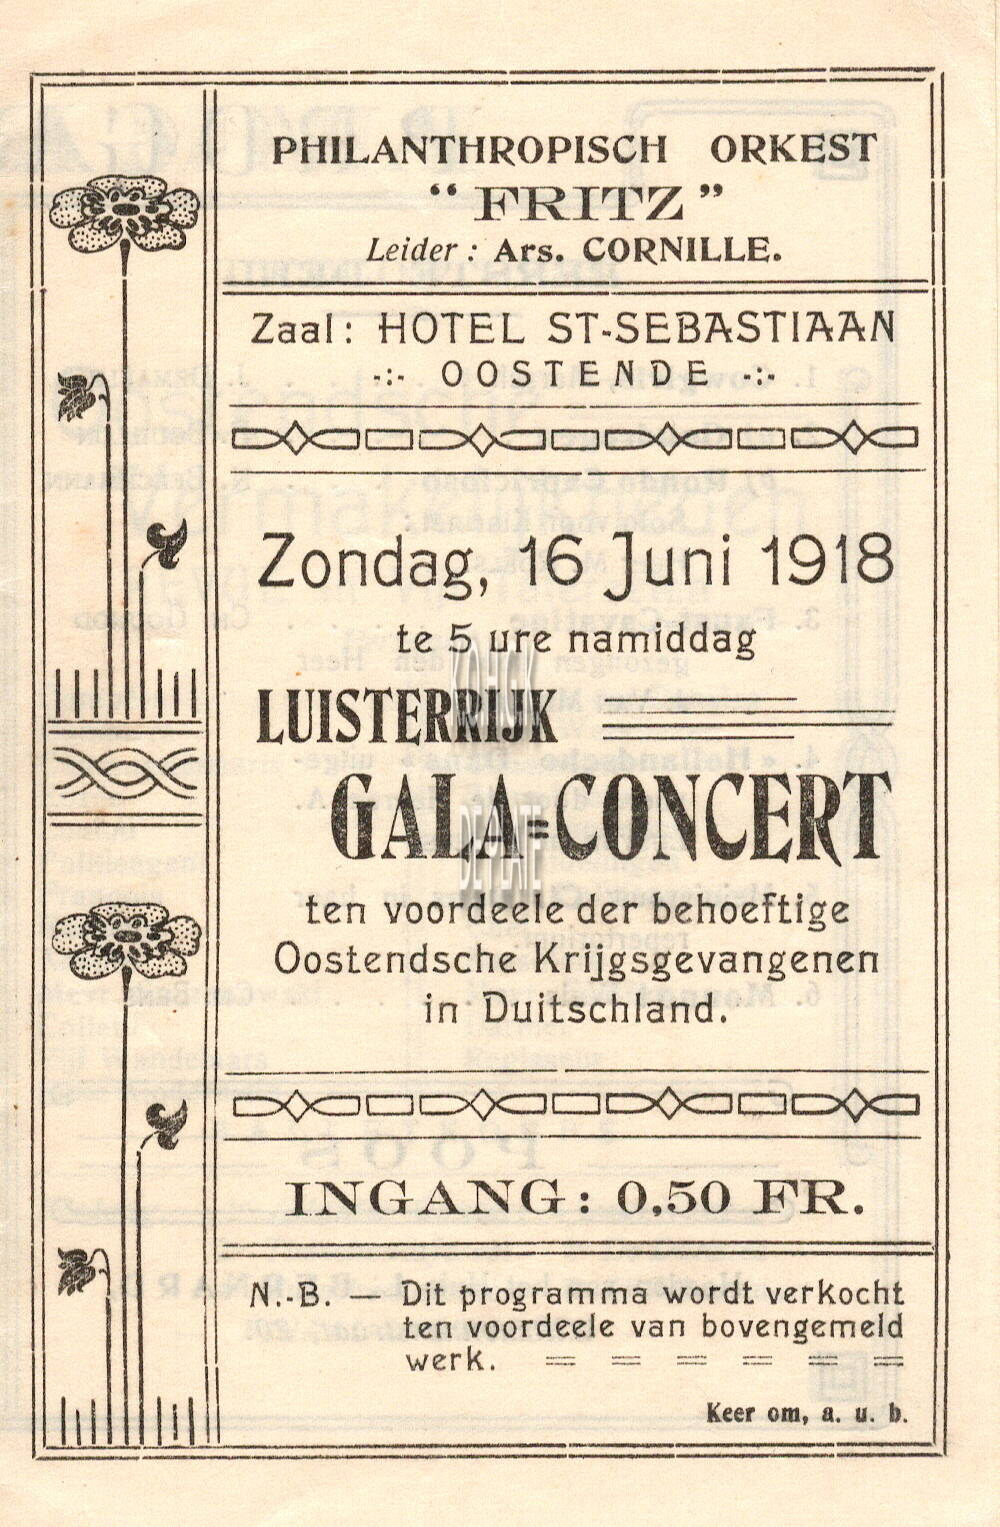 PHILANTHROPISCH ORKEST
“FRITZ”
Leider : Ars. CORNILLE.
Zaal: HOTEL ST-SEBASTIAAN
-:- OOSTENDE -:-
Zondag, 16 Juni 1918
te 5 ure namiddag
LUISTERRIJK
GALA=CONCERT
ten voordeele der behoeftige
Oostendsche Krijgsgevangenen
in Duitschland.
INGANG: 0,50 FR.
N.-B. — Dit programma wordt verkocht
ten voordeele van bovengemeld
werk. = = = = = =
Keer om, a. u. b.
DE PLATE